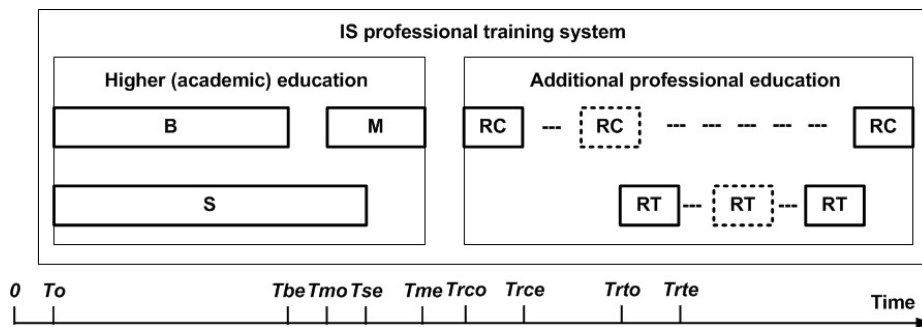 IS professional training system
Higher (academic) education
Additional professional education
B
M
RC
---
RC
--- --- --- --- ---
RC
S
RT
---
RT
---
RT
0
To
Tbe
Tmo
Tse
Tme
Trco
Trce
Trto
Trte
Time